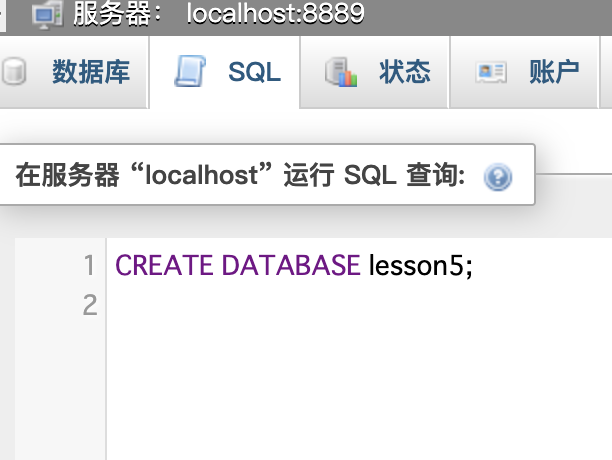 服务器： localhost:8889
数据库 SQL 状态 账户
在服务器 “localhost” 运行 SQL 查询:
1 CREATE DATABASE lesson5;
2